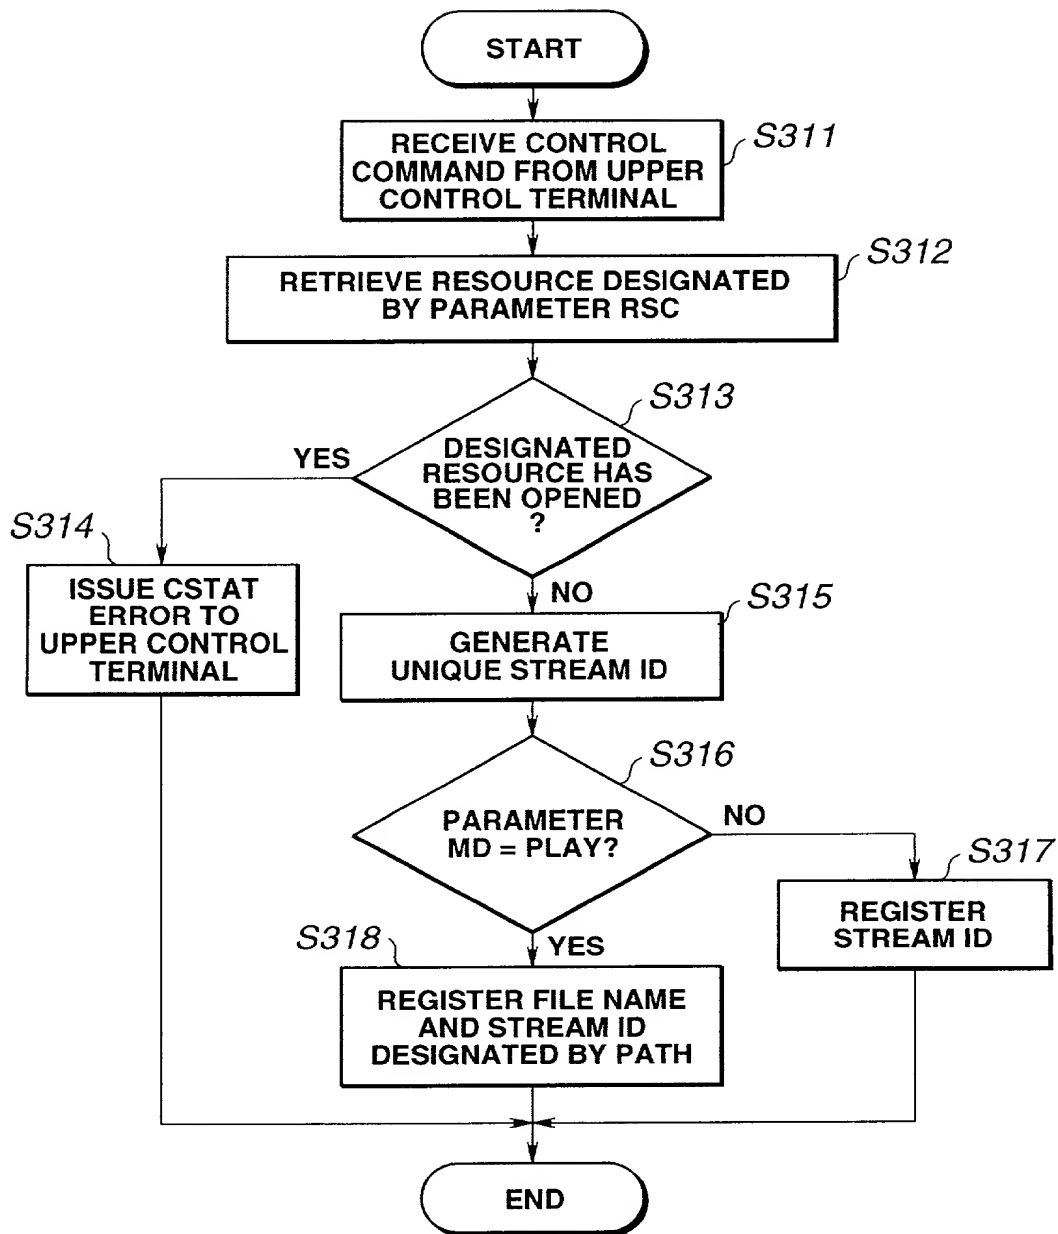 START
RECEIVE CONTROL
COMMAND FROM UPPER
CONTROL TERMINAL
S311
RETRIEVE RESOURCE DESIGNATED
BY PARAMETER RSC
S312
DESIGNATED
RESOURCE HAS
BEEN OPENED
?
S313
YES
NO
S314
ISSUE CSTAT
ERROR TO
UPPER CONTROL
TERMINAL
S315
GENERATE
UNIQUE STREAM ID
S316
PARAMETER
MD = PLAY?
NO
YES
S317
REGISTER
STREAM ID
S318
REGISTER FILE NAME
AND STREAM ID
DESIGNATED BY PATH
END